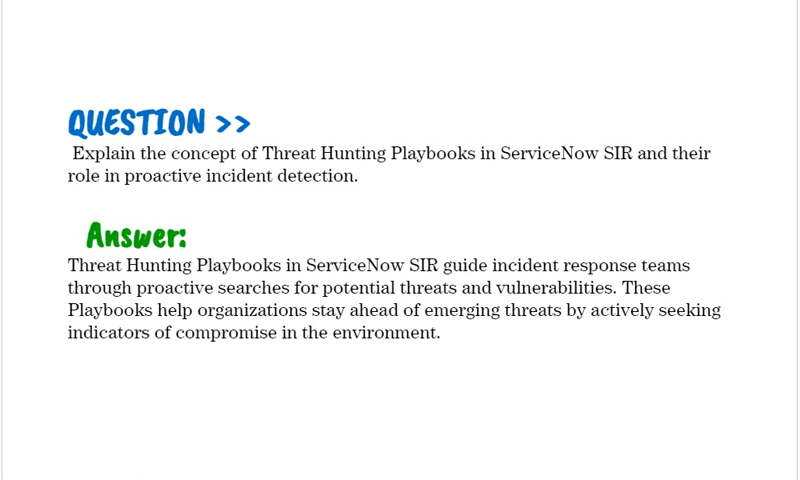 QUESTION >>
Explain the concept of Threat Hunting Playbooks in ServiceNow SIR and their
role in proactive incident detection.
Answer:
Threat Hunting Playbooks in ServiceNow SIR guide incident response teams
through proactive searches for potential threats and vulnerabilities. These
Playbooks help organizations stay ahead of emerging threats by actively seeking
indicators of compromise in the environment.